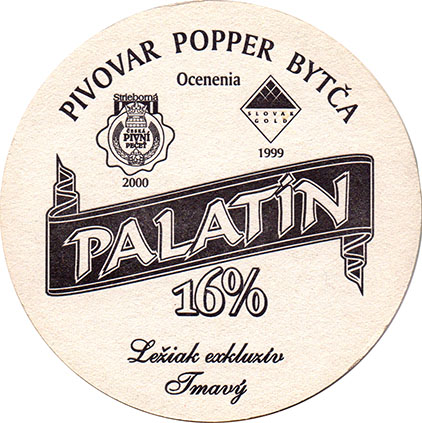 PIVOVAR POPPER BYTČA
Ocenenia
Strieborná
ČESKÁ
PIVNÍ
PEČEŤ
2000
SLOVAK
GOLD
1999
PALATÍN
16%
Ležiak exkluzív
Tmavý